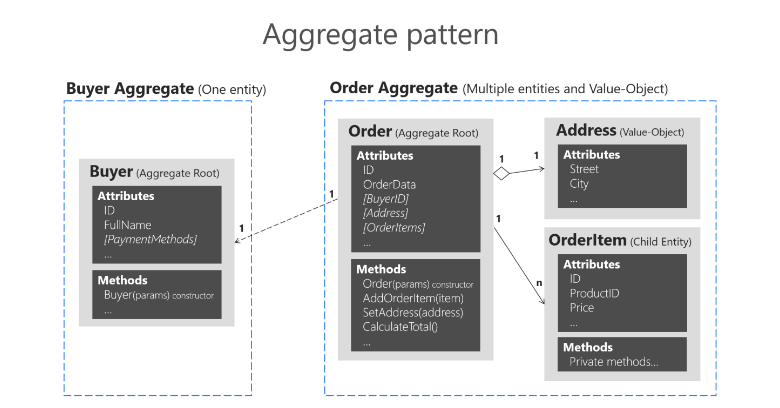 Aggregate pattern
Buyer Aggregate (One entity)
Buyer (Aggregate Root)
Attributes
ID
FullName
[PaymentMethods]
...
Methods
Buyer(params) constructor
...
1
1
Order Aggregate (Multiple entities and Value-Object)
Order (Aggregate Root)
Attributes
ID
OrderData
[BuyerID]
[Address]
[OrderItems]
...
Methods
Order(params) constructor
AddOrderItem(item)
SetAddress(address)
CalculateTotal()
...
1
1
1
n
Address (Value-Object)
Attributes
Street
City
...
OrderItem (Child Entity)
Attributes
ID
ProductID
Price
...
Methods
Private methods...